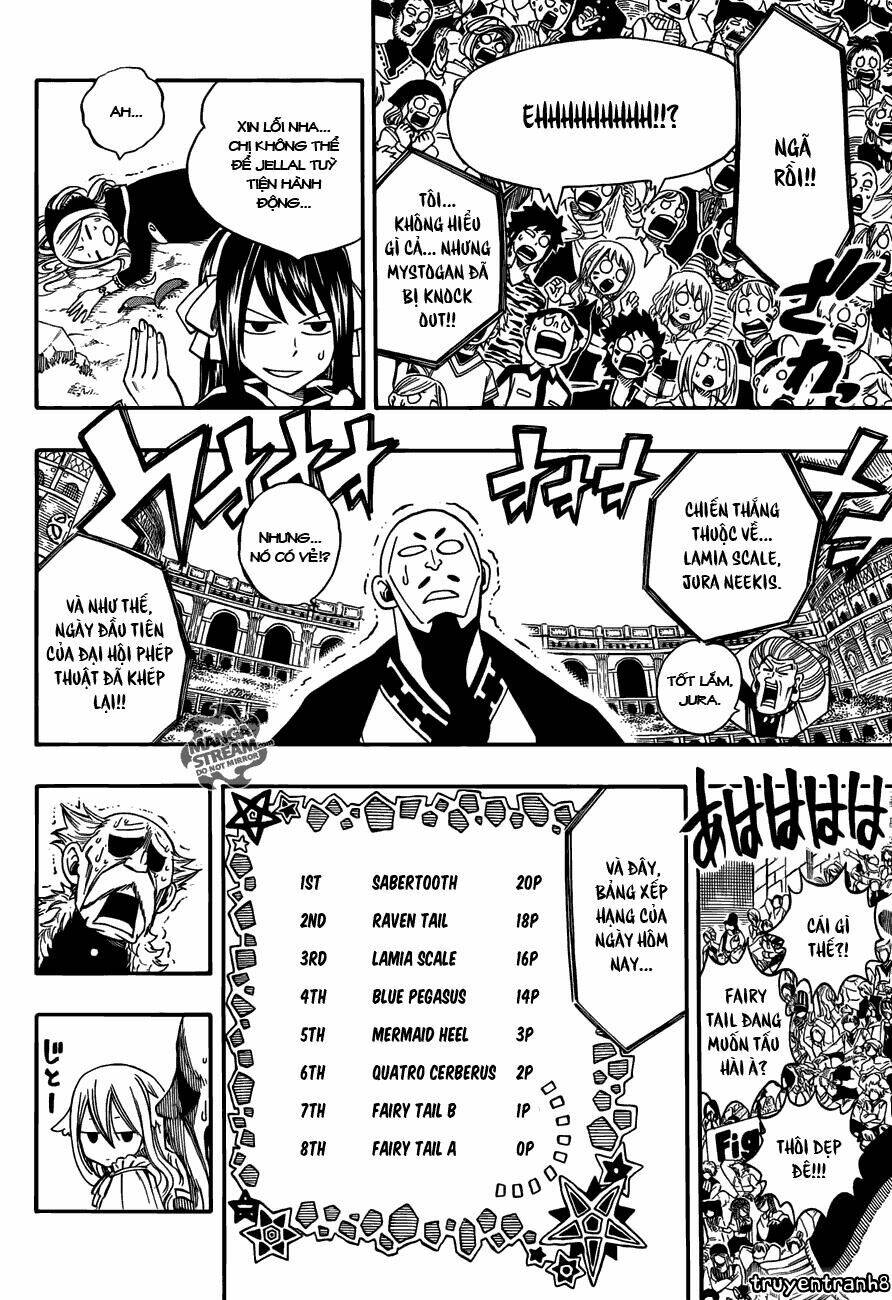 NGÃ
RỒI!!
EHHHHHHHHHH!!?
TÔI...
KHÔNG HIỂU
GÌ CẢ... NHƯNG
MYSTOGAN ĐÃ
BỊ KNOCK
OUT!!
ざわ
XIN LỖI NHA...
CHỊ KHÔNG THỂ
ĐỂ JELLAL TUỲ
TIỆN HÀNH
ĐỘNG...
AH...
CHIẾN THẮNG
THUỘC VỀ...
LAMIA SCALE,
JURA NEEKIS.
TỐT LẮM,
JURA.
NHƯNG...
NÓ CÓ VẺ!?
VÀ NHƯ THẾ,
NGÀY ĐẦU TIÊN
CỦA ĐẠI HỘI PHÉP
THUẬT ĐÃ KHÉP
LẠI!!
MANGA
STREAM.com
DO NOT MIRROR
あはははは
CÁI GÌ
THẾ?!
FAIRY
TAIL ĐANG
MUỐN TẤU
HÀI À?
THÔI DẸP
ĐÊ!!!
VÀ ĐÂY,
BẢNG XẾP
HẠNG CỦA
NGÀY HÔM
NAY...
1ST SABERTOOTH 20P
2ND RAVEN TAIL 18P
3RD LAMIA SCALE 16P
4TH BLUE PEGASUS 14P
5TH MERMAID HEEL 3P
6TH QUATRO CERBERUS 2P
7TH FAIRY TAIL B 1P
8TH FAIRY TAIL A 0P
じとー
truyentranh8